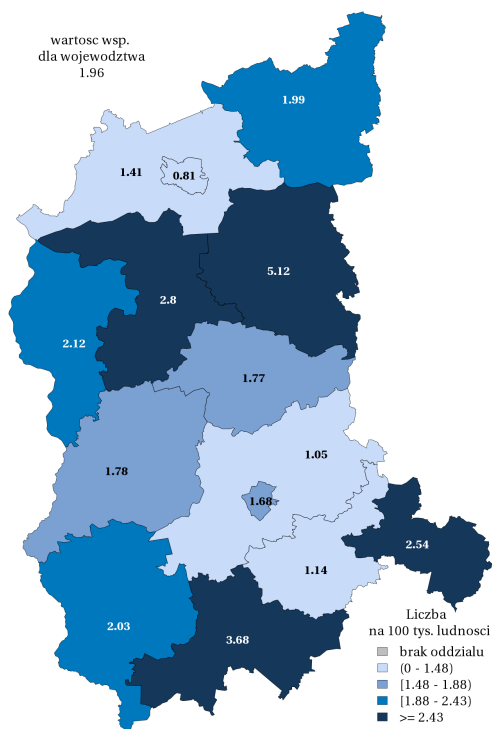 wartosc wsp.
dla wojewodztwa
1.96
1.99
1.41
0.81
5.12
2.8
2.12
1.77
1.05
1.78
1.68
2.54
1.14
2.03
3.68
Liczba
na 100 tys. ludnosci
brak oddzialu
(0 - 1.48)
[1.48 - 1.88)
[1.88 - 2.43)
>= 2.43